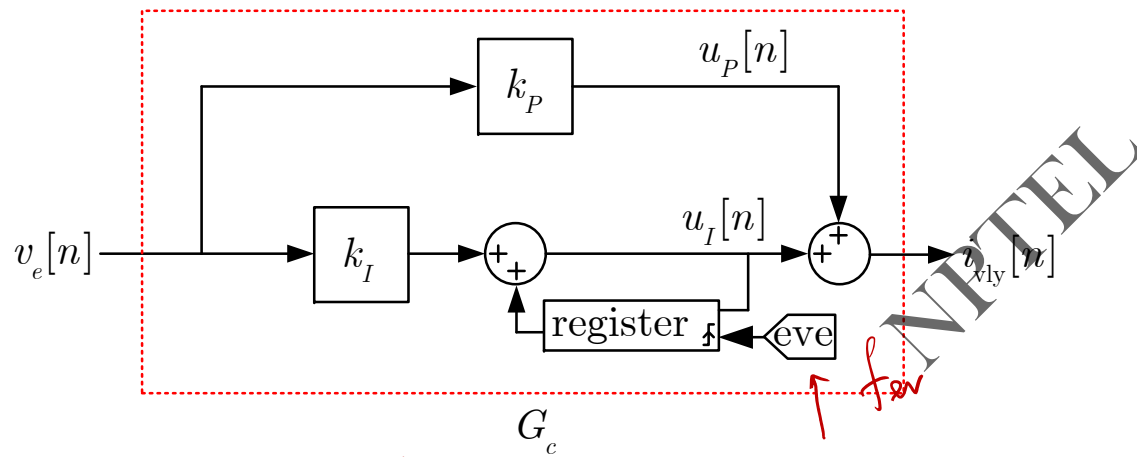 u_P[n]
k_P
v_e[n]
k_I
u_I[n]
i_vly[n]
register
eve
G_c
NPTEL